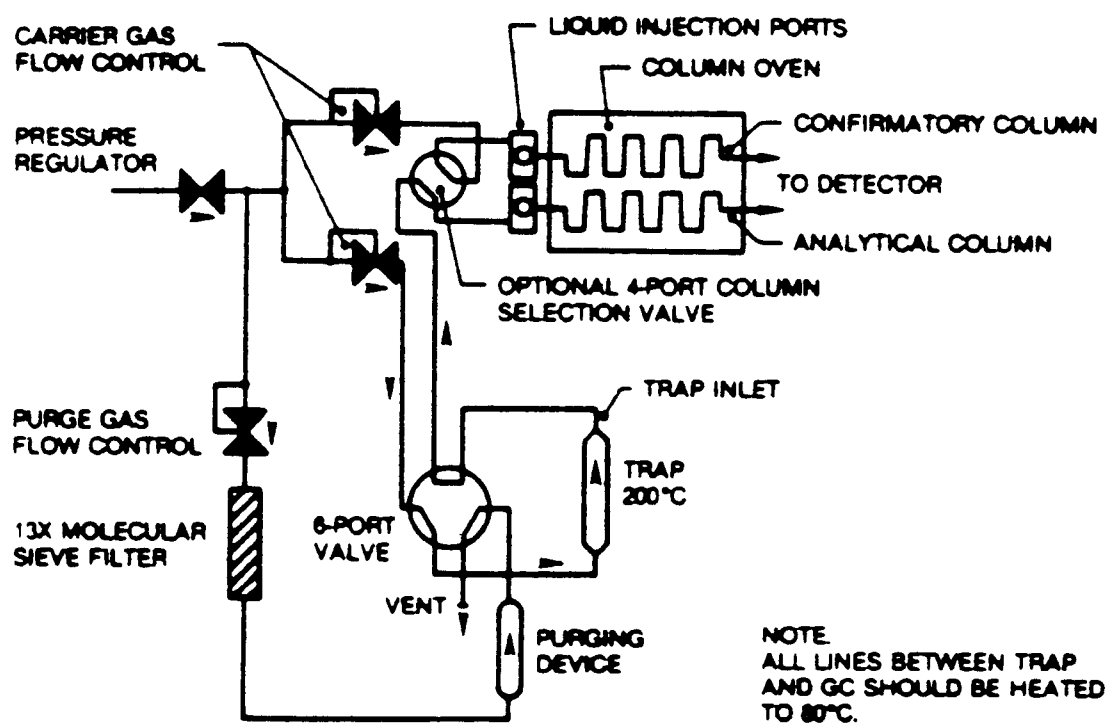 CARRIER GAS
FLOW CONTROL
PRESSURE
REGULATOR
LIQUID INJECTION PORTS
COLUMN OVEN
CONFIRMATORY COLUMN
TO DETECTOR
ANALYTICAL COLUMN
OPTIONAL 4-PORT COLUMN
SELECTION VALVE
PURGE GAS
FLOW CONTROL
13X MOLECULAR
SIEVE FILTER
6-PORT
VALVE
TRAP INLET
TRAP
200°C
VENT
PURGING
DEVICE
NOTE
ALL LINES BETWEEN TRAP
AND GC SHOULD BE HEATED
TO 80°C.